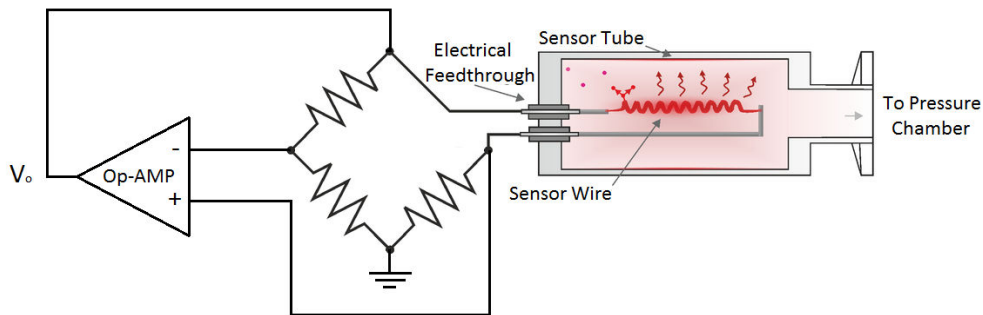 Sensor Tube
Electrical
Feedthrough
To Pressure
Chamber
-
Vₒ
Op-AMP
+
Sensor Wire